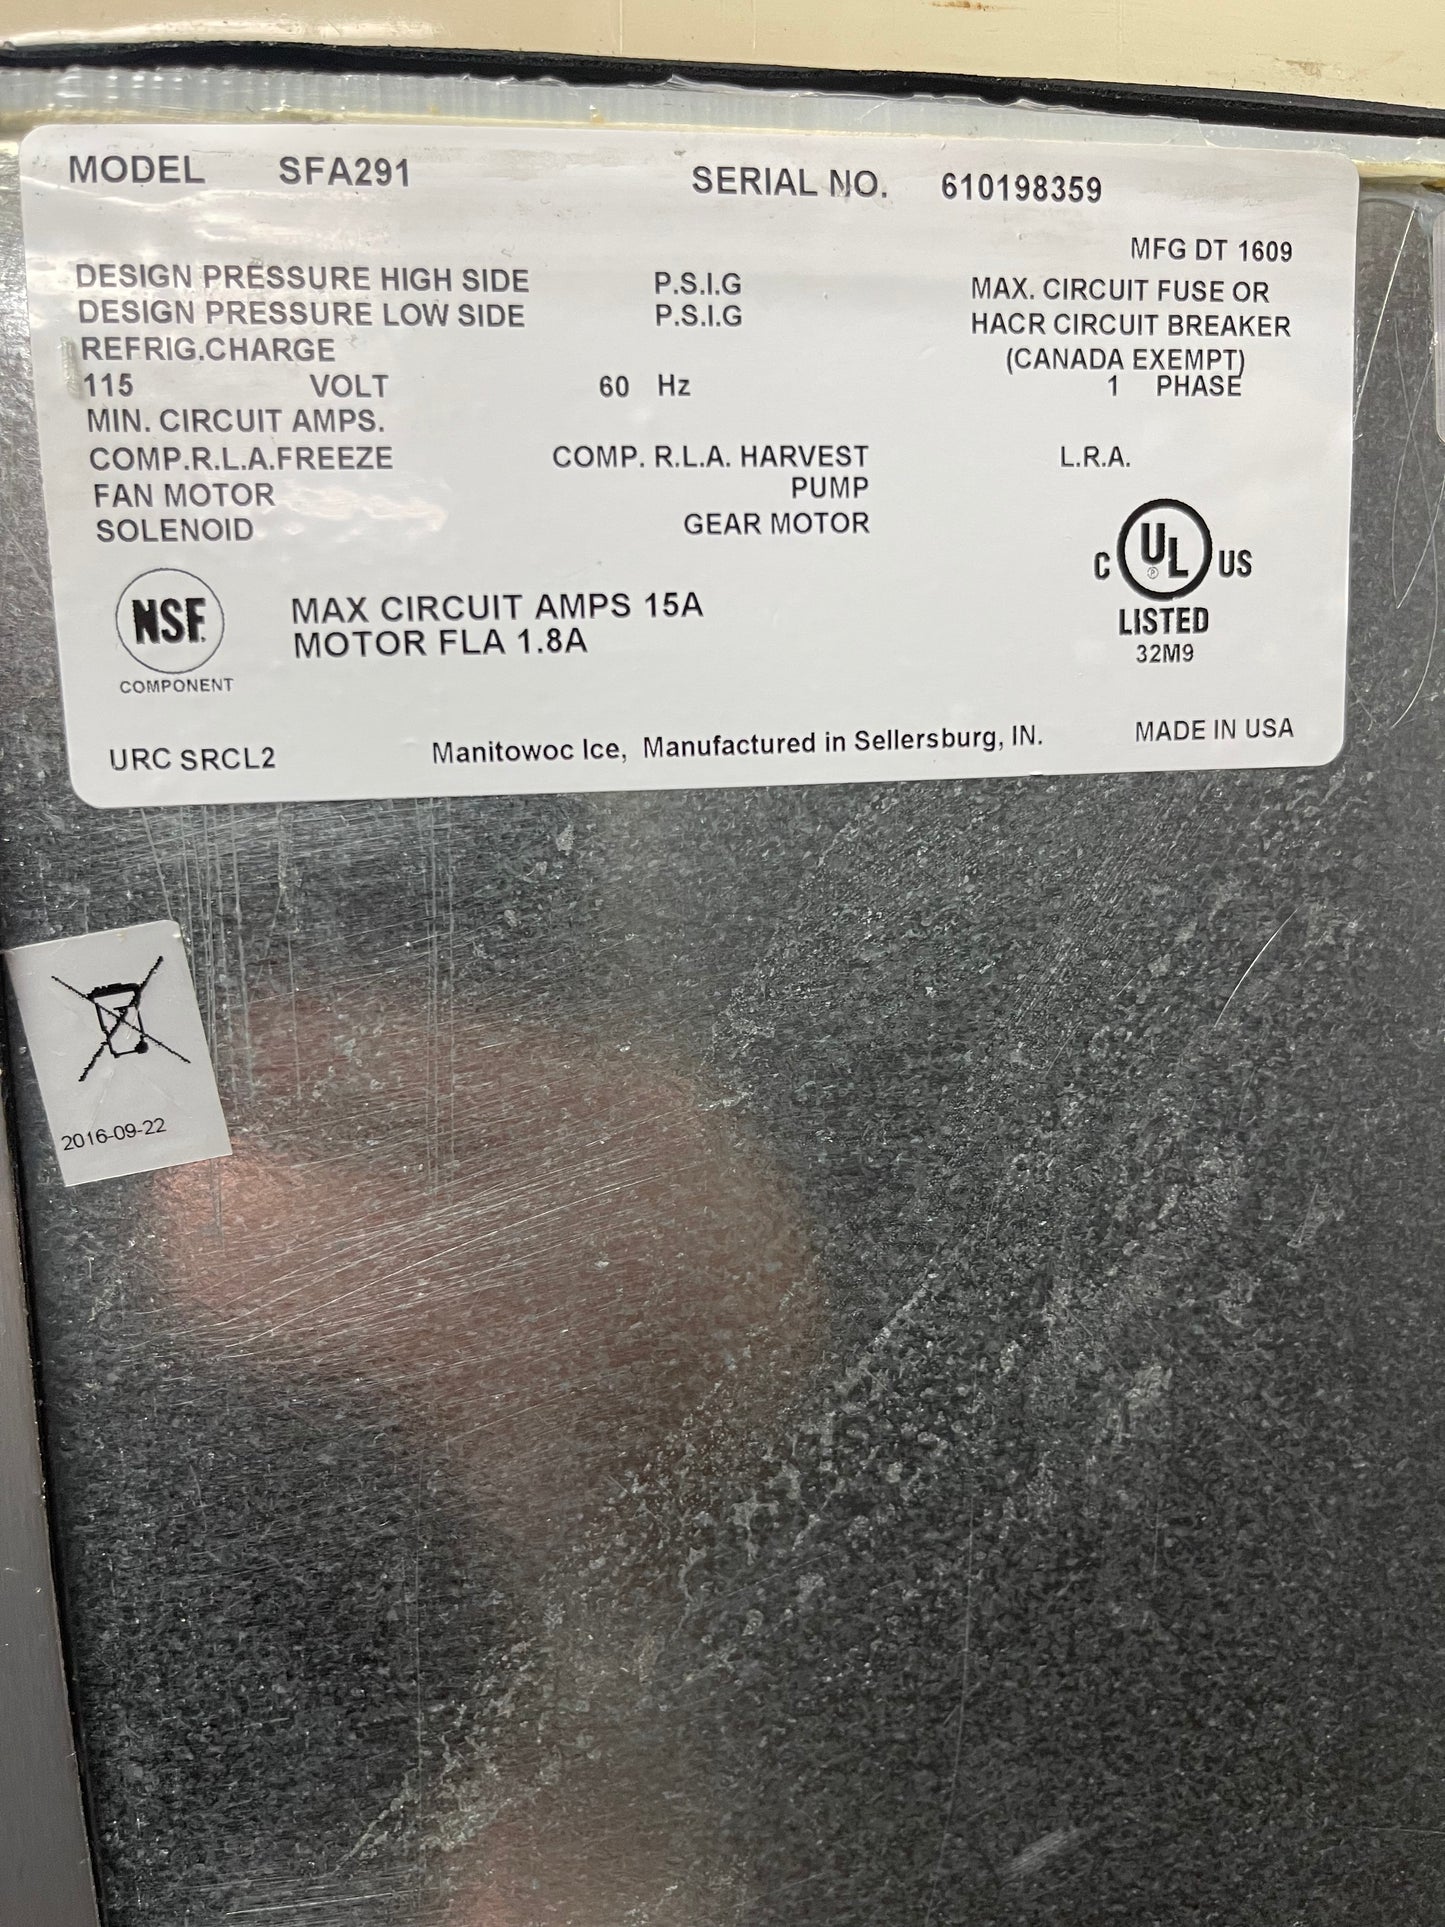 MODEL SFA291 SERIAL NO. 610198359
MFG DT 1609
DESIGN PRESSURE HIGH SIDE P.S.I.G MAX. CIRCUIT FUSE OR
DESIGN PRESSURE LOW SIDE P.S.I.G HACR CIRCUIT BREAKER
REFRIG.CHARGE (CANADA EXEMPT)
115 VOLT 60 Hz 1 PHASE
MIN. CIRCUIT AMPS.
COMP.R.L.A.FREEZE COMP. R.L.A. HARVEST L.R.A.
FAN MOTOR PUMP
SOLENOID GEAR MOTOR
C UL US
®
LISTED
32M9
NSF.
COMPONENT
MAX CIRCUIT AMPS 15A
MOTOR FLA 1.8A
URC SRCL2 Manitowoc Ice, Manufactured in Sellersburg, IN. MADE IN USA
2016-09-22